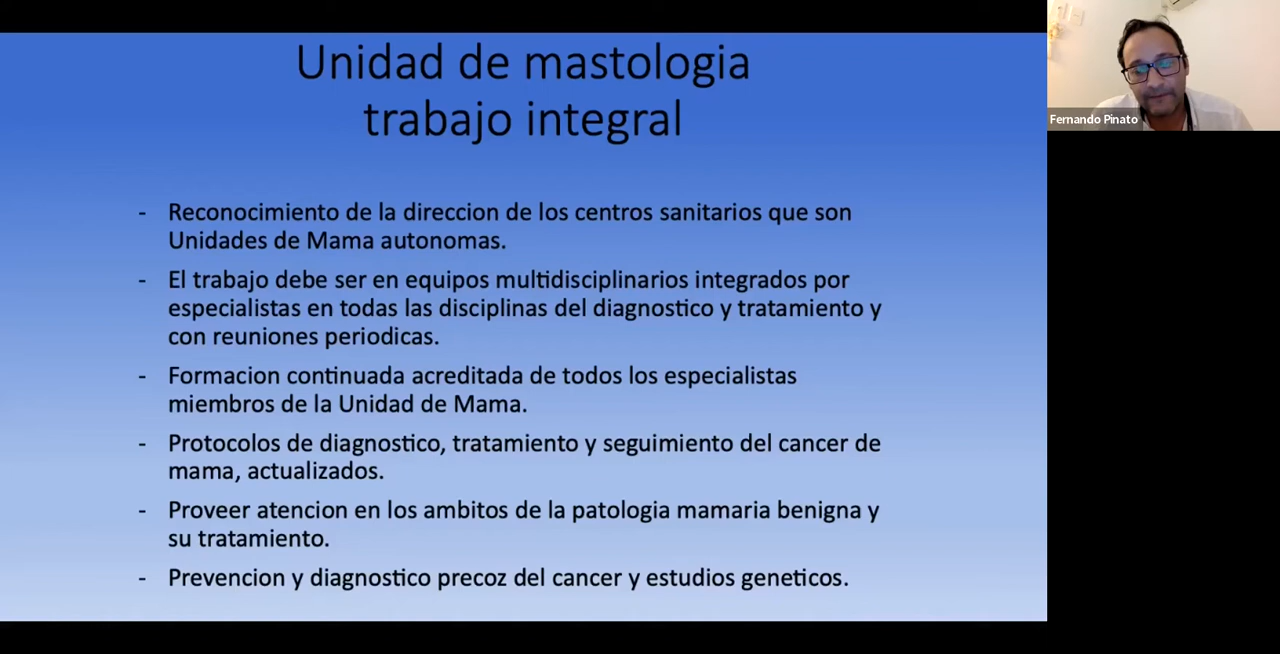 Unidad de mastologia
trabajo integral
- Reconocimiento de la direccion de los centros sanitarios que son
Unidades de Mama autonomas.
- El trabajo debe ser en equipos multidisciplinarios integrados por
especialistas en todas las disciplinas del diagnostico y tratamiento y
con reuniones periodicas.
- Formacion continuada acreditada de todos los especialistas
miembros de la Unidad de Mama.
- Protocolos de diagnostico, tratamiento y seguimiento del cancer de
mama, actualizados.
- Proveer atencion en los ambitos de la patologia mamaria benigna y
su tratamiento.
- Prevencion y diagnostico precoz del cancer y estudios geneticos.
Fernando Pinato